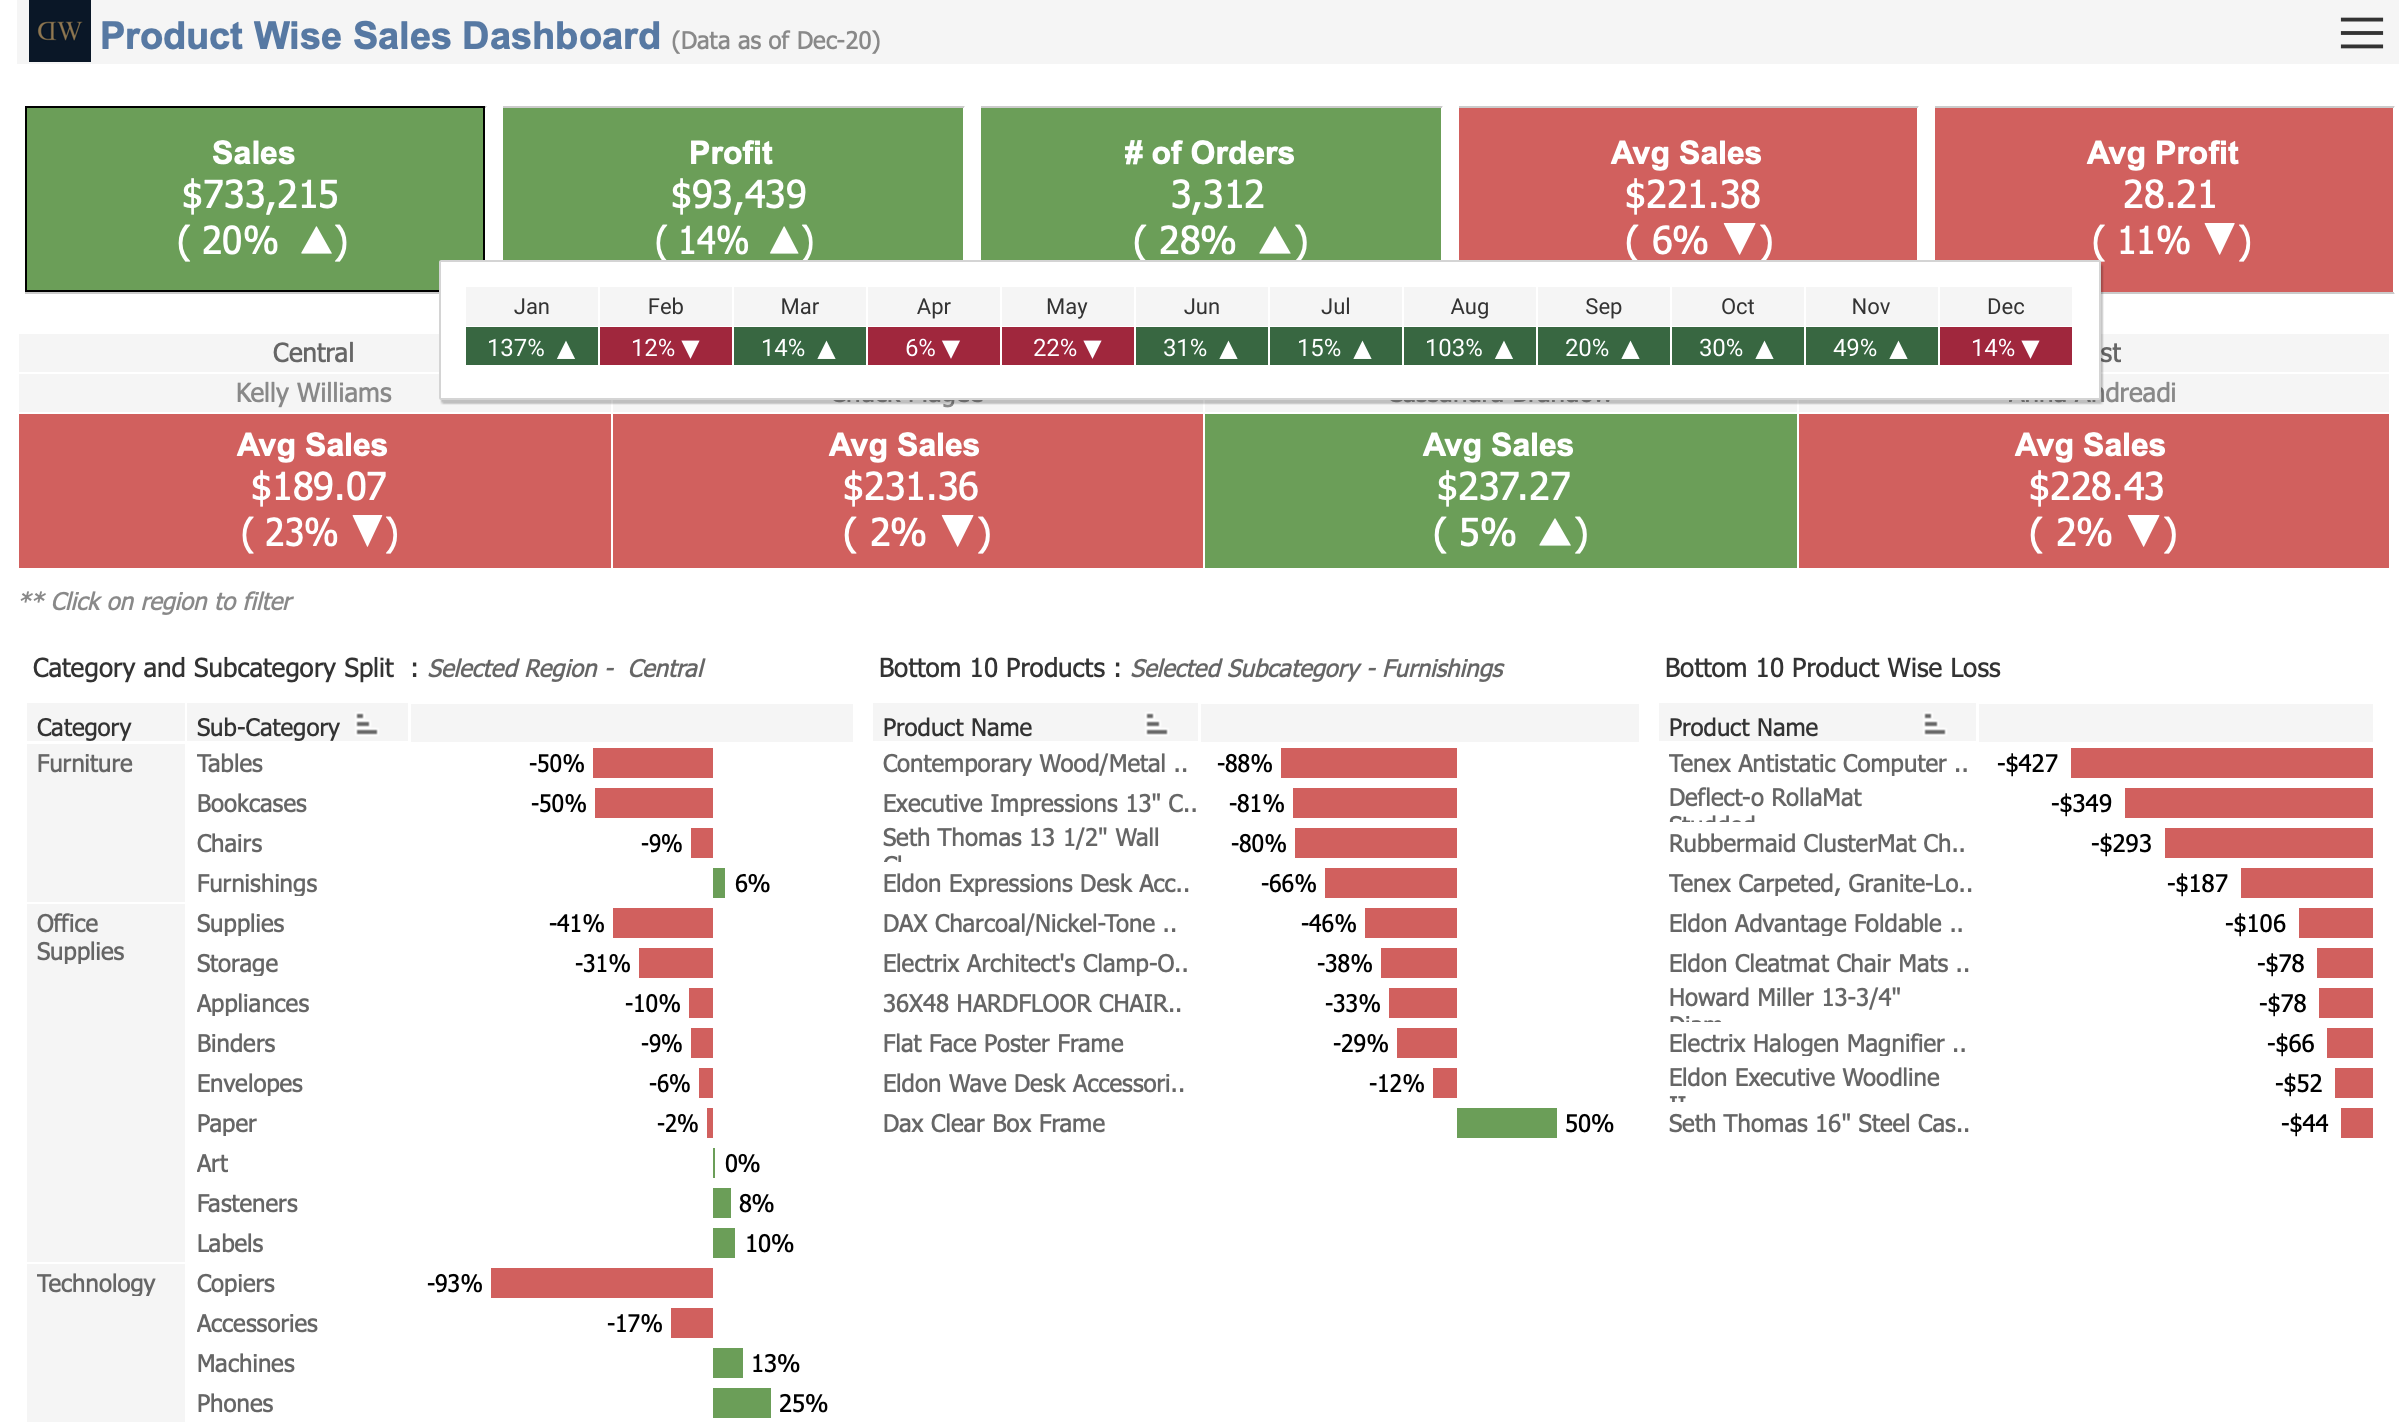 DW Product Wise Sales Dashboard (Data as of Dec-20)
Sales
$733,215
( 20% ▲)
Profit
$93,439
( 14% ▲)
# of Orders
3,312
( 28% ▲)
Avg Sales
$221.38
( 6% ▼)
Avg Profit
28.21
( 11% ▼)
Jan Feb Mar Apr May Jun Jul Aug Sep Oct Nov Dec
137% ▲ 12% ▼ 14% ▲ 6% ▼ 22% ▼ 31% ▲ 15% ▲ 103% ▲ 20% ▲ 30% ▲ 49% ▲ 14% ▼
Central
st
Kelly Williams
ndreadi
Avg Sales
$189.07
( 23% ▼)
Avg Sales
$231.36
( 2% ▼)
Avg Sales
$237.27
( 5% ▲)
Avg Sales
$228.43
( 2% ▼)
** Click on region to filter
Category and Subcategory Split : Selected Region - Central
Category Sub-Category
Furniture
Tables -50%
Bookcases -50%
Chairs -9%
Furnishings 6%
Office
Supplies
Supplies -41%
Storage -31%
Appliances -10%
Binders -9%
Envelopes -6%
Paper -2%
Art 0%
Fasteners 8%
Labels 10%
Technology
Copiers -93%
Accessories -17%
Machines 13%
Phones 25%
Bottom 10 Products : Selected Subcategory - Furnishings
Product Name
Contemporary Wood/Metal .. -88%
Executive Impressions 13" C.. -81%
Seth Thomas 13 1/2" Wall -80%
Eldon Expressions Desk Acc.. -66%
DAX Charcoal/Nickel-Tone .. -46%
Electrix Architect's Clamp-O.. -38%
36X48 HARDFLOOR CHAIR.. -33%
Flat Face Poster Frame -29%
Eldon Wave Desk Accessori.. -12%
Dax Clear Box Frame 50%
Bottom 10 Product Wise Loss
Product Name
Tenex Antistatic Computer .. -$427
Deflect-o RollaMat -$349
Rubbermaid ClusterMat Ch.. -$293
Tenex Carpeted, Granite-Lo.. -$187
Eldon Advantage Foldable .. -$106
Eldon Cleatmat Chair Mats .. -$78
Howard Miller 13-3/4" -$78
Electrix Halogen Magnifier .. -$66
Eldon Executive Woodline -$52
Seth Thomas 16" Steel Cas.. -$44